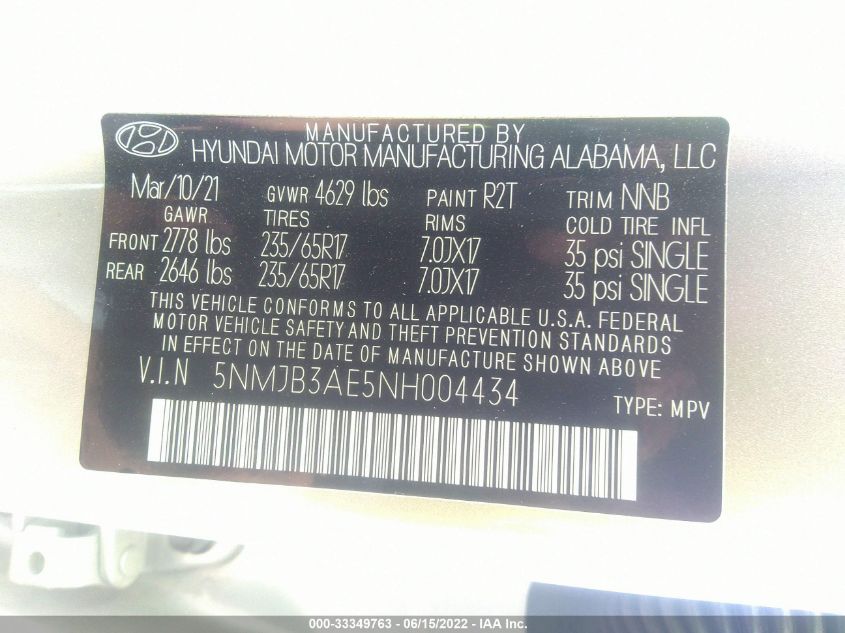 MANUFACTURED BY
HYUNDAI MOTOR MANUFACTURING ALABAMA, LLC
Mar/10/21 GVWR 4629 lbs PAINT R2T TRIM NNB
GAWR TIRES RIMS COLD TIRE INFL
FRONT 2778 lbs 235/65R17 7.0JX17 35 psi SINGLE
REAR 2646 lbs 235/65R17 7.0JX17 35 psi SINGLE
THIS VEHICLE CONFORMS TO ALL APPLICABLE U.S.A. FEDERAL
MOTOR VEHICLE SAFETY AND THEFT PREVENTION STANDARDS
IN EFFECT ON THE DATE OF MANUFACTURE SHOWN ABOVE
V.I.N 5NMJB3AE5NH004434
TYPE: MPV
000-33349763 - 06/15/2022 - IAA Inc.